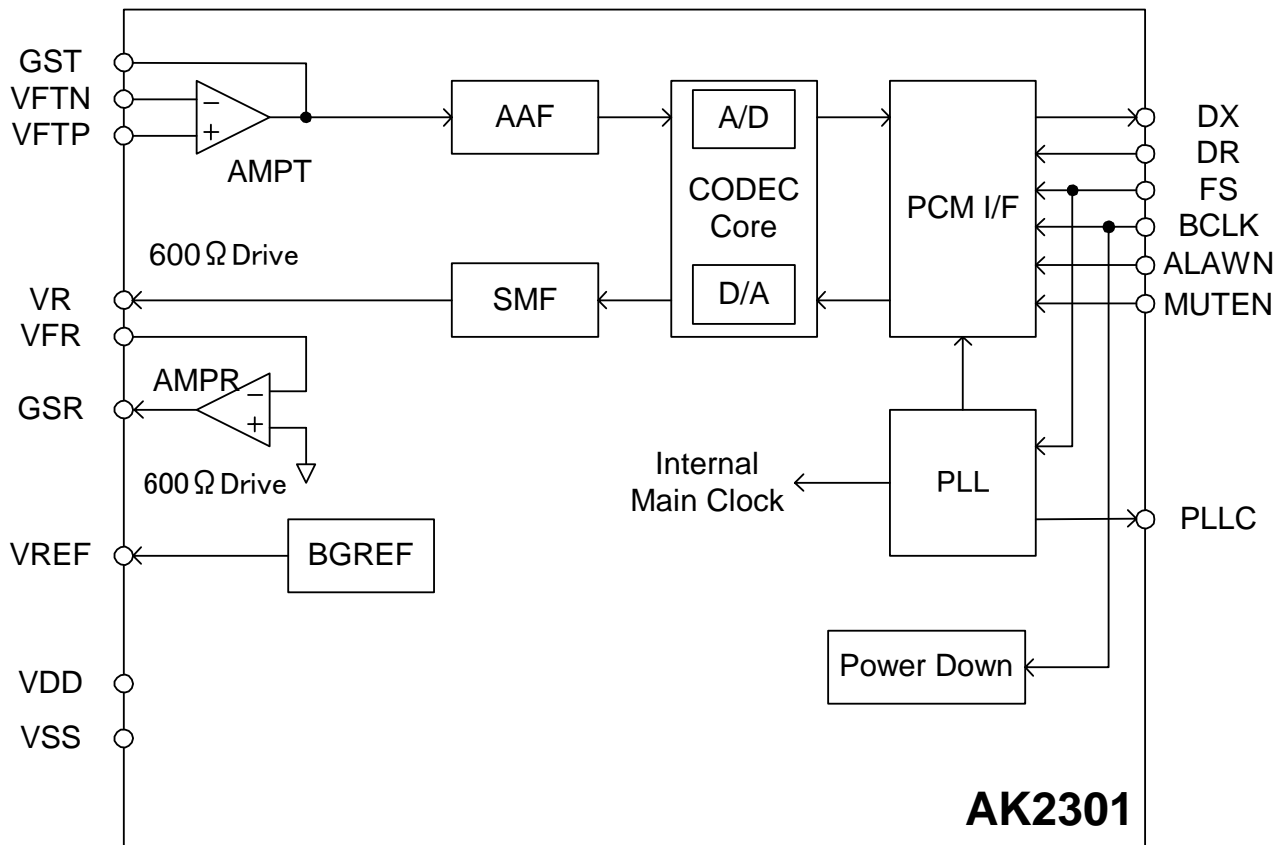 GST
VFTN
VFTP
−
+
AMPT
AAF
A/D
CODEC
Core
D/A
PCM I/F
DX
DR
FS
BCLK
ALAWN
MUTEN
600Ω Drive
VR
SMF
VFR
AMPR
−
+
GSR
600Ω Drive
Internal
Main Clock
PLL
PLLC
VREF
BGREF
Power Down
VDD
VSS
AK2301